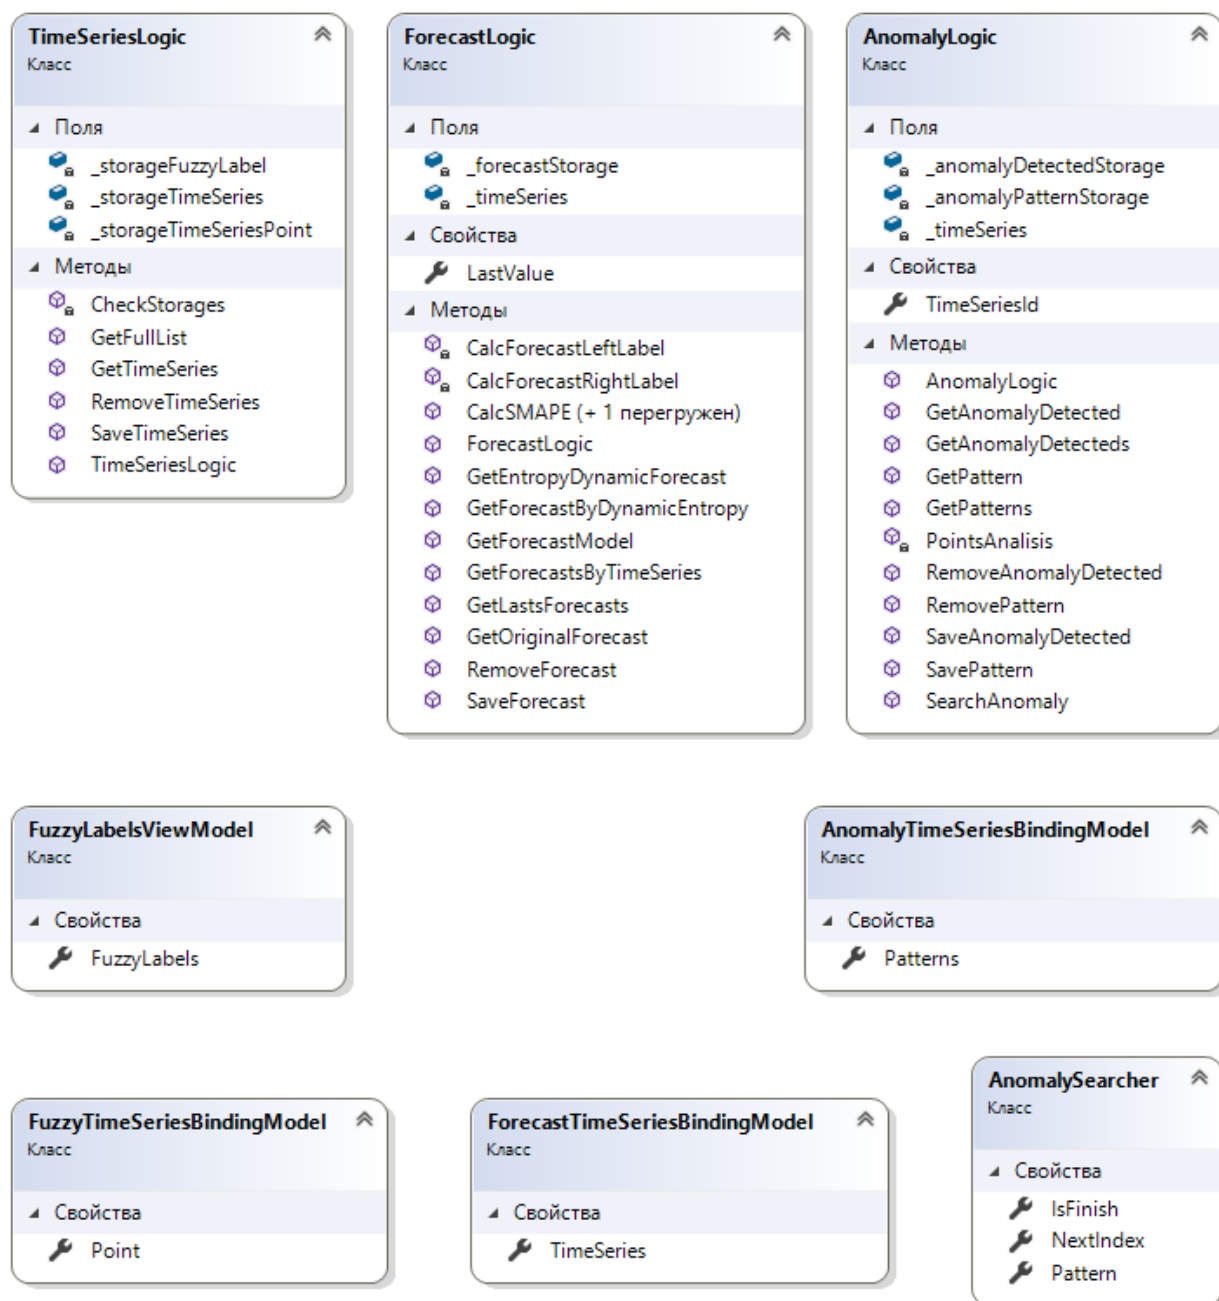 TimeSeriesLogic
Класс
Поля
_storageFuzzyLabel
_storageTimeSeries
_storageTimeSeriesPoint
Методы
CheckStorages
GetFullList
GetTimeSeries
RemoveTimeSeries
SaveTimeSeries
TimeSeriesLogic
ForecastLogic
Класс
Поля
_forecastStorage
_timeSeries
Свойства
LastValue
Методы
CalcForecastLeftLabel
CalcForecastRightLabel
CalcSMAPE (+ 1 перегружен)
ForecastLogic
GetEntropyDynamicForecast
GetForecastByDynamicEntropy
GetForecastModel
GetForecastsByTimeSeries
GetLastsForecasts
GetOriginalForecast
RemoveForecast
SaveForecast
AnomalyLogic
Класс
Поля
_anomalyDetectedStorage
_anomalyPatternStorage
_timeSeries
Свойства
TimeSeriesId
Методы
AnomalyLogic
GetAnomalyDetected
GetAnomalyDetecteds
GetPattern
GetPatterns
PointsAnalisis
RemoveAnomalyDetected
RemovePattern
SaveAnomalyDetected
SavePattern
SearchAnomaly
FuzzyLabelsViewModel
Класс
Свойства
FuzzyLabels
AnomalyTimeSeriesBindingModel
Класс
Свойства
Patterns
FuzzyTimeSeriesBindingModel
Класс
Свойства
Point
ForecastTimeSeriesBindingModel
Класс
Свойства
TimeSeries
AnomalySearcher
Класс
Свойства
IsFinish
NextIndex
Pattern